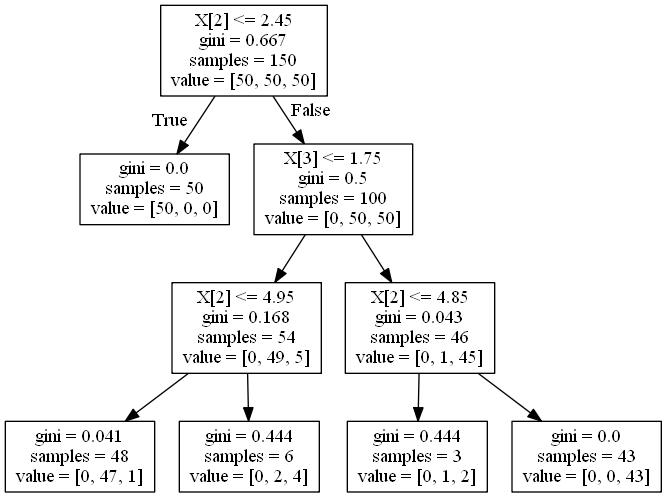 X[2] <= 2.45
gini = 0.667
samples = 150
value = [50, 50, 50]
True
False
gini = 0.0
samples = 50
value = [50, 0, 0]
X[3] <= 1.75
gini = 0.5
samples = 100
value = [0, 50, 50]
X[2] <= 4.95
gini = 0.168
samples = 54
value = [0, 49, 5]
X[2] <= 4.85
gini = 0.043
samples = 46
value = [0, 1, 45]
gini = 0.041
samples = 48
value = [0, 47, 1]
gini = 0.444
samples = 6
value = [0, 2, 4]
gini = 0.444
samples = 3
value = [0, 1, 2]
gini = 0.0
samples = 43
value = [0, 0, 43]